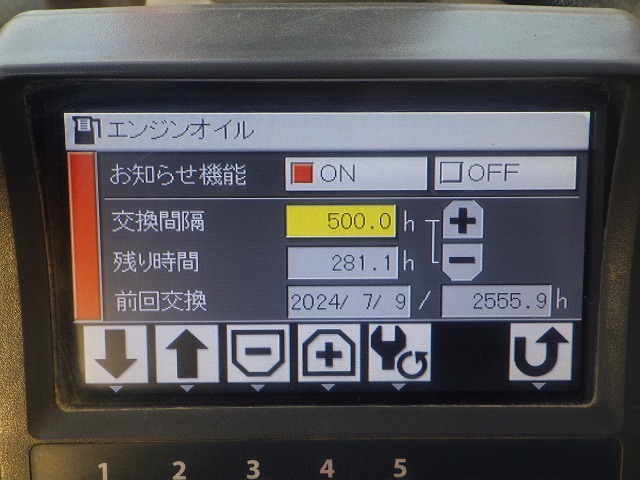 エンジンオイル
お知らせ機能 ON OFF
交換間隔 500.0 h
残り時間 281.1 h
前回交換 2024/ 7/ 9 / 2555.9 h
1 2 3 4 5